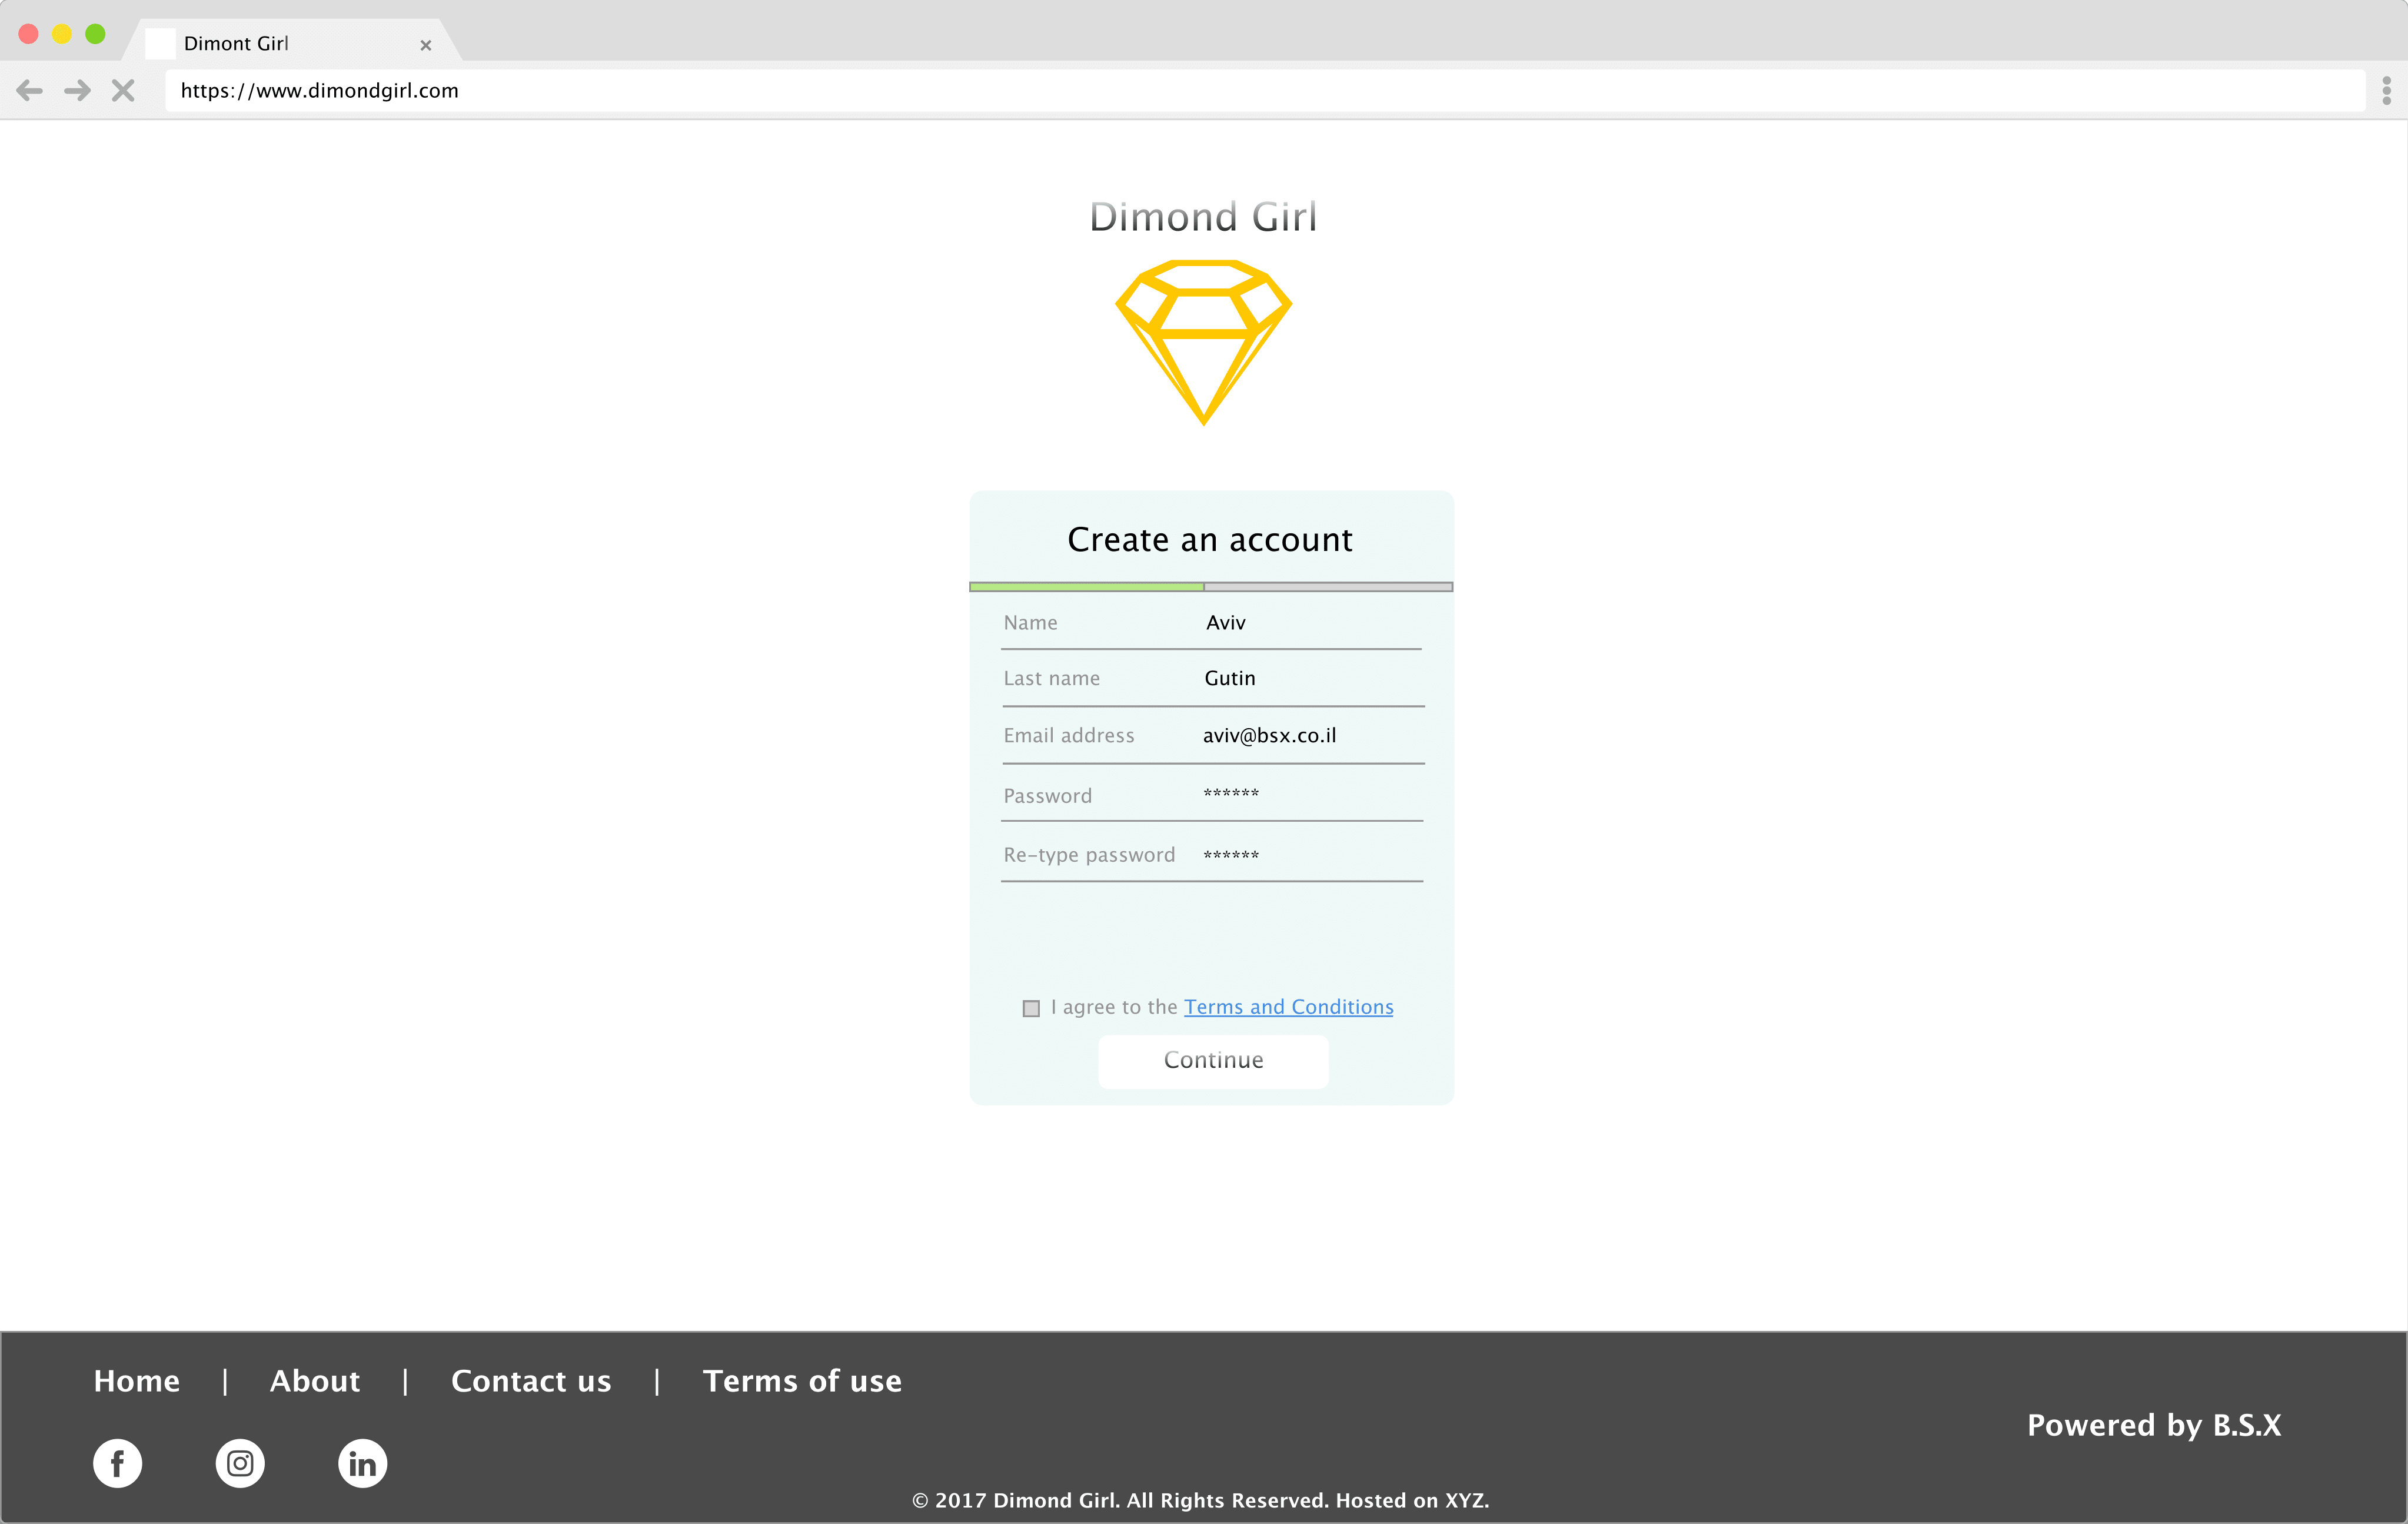 Dimont Girl
https://www.dimondgirl.com
Dimond Girl
Create an account
Name Aviv
Last name Gutin
Email address aviv@bsx.co.il
Password ******
Re-type password ******
I agree to the Terms and Conditions
Continue
Home | About | Contact us | Terms of use
Powered by B.S.X
© 2017 Dimond Girl. All Rights Reserved. Hosted on XYZ.